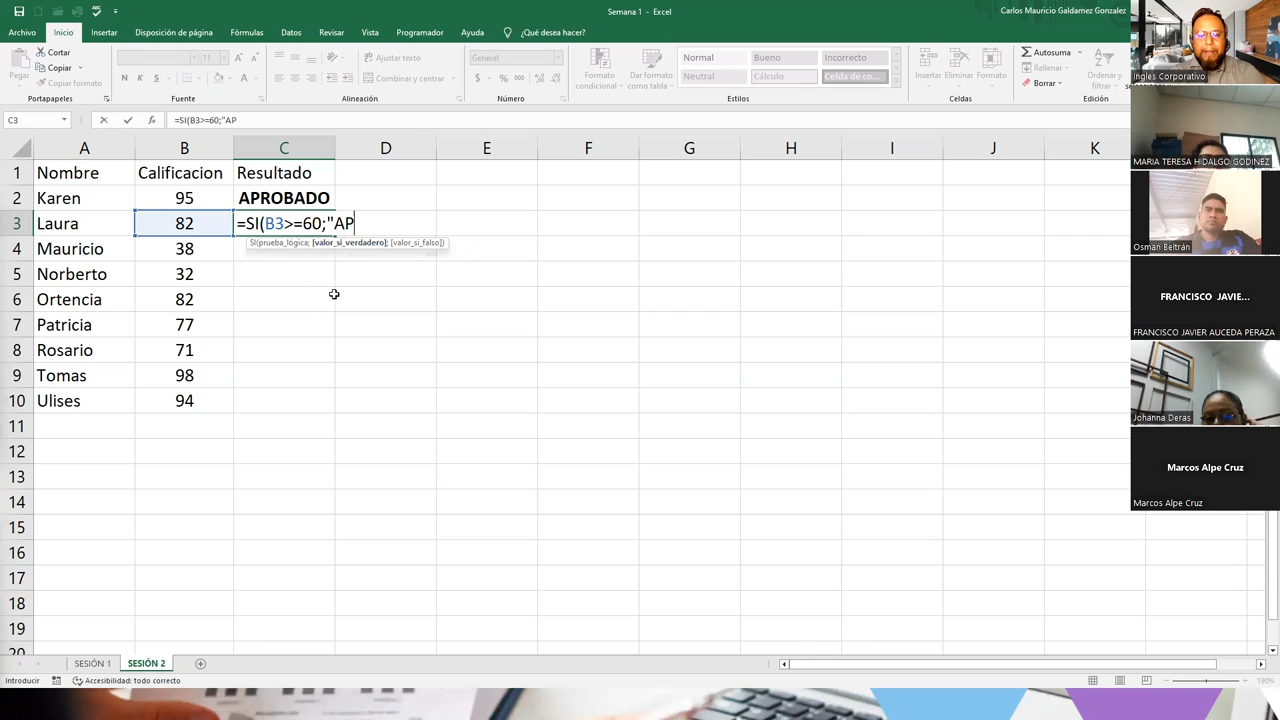 Semana 1 - Excel
Carlos Mauricio Galdamez Gonzalez
Archivo Inicio Insertar Disposición de página Fórmulas Datos Revisar Vista Programador Ayuda ¿Qué desea hacer?
Pegar
Cortar
Copiar
Copiar formato
Portapapeles
11
A A
N K S
Fuente
Ajustar texto
Combinar y centrar
Alineación
General
Número
Formato condicional
Dar formato como tabla
Normal Bueno Incorrecto
Neutral Cálculo Celda de co...
Estilos
Insertar Eliminar Formato
Celdas
Autosuma
Rellenar
Borrar
Ordenar y
Edición
C3 fx =SI(B3>=60;"AP
A B C D E F G H I J K
1 Nombre Calificacion Resultado
2 Karen 95 APROBADO
3 Laura 82 =SI(B3>=60;"AP
SI(prueba_lógica; [valor_si_verdadero]; [valor_si_falso])
4 Mauricio 38
5 Norberto 32
6 Ortencia 82
7 Patricia 77
8 Rosario 71
9 Tomas 98
10 Ulises 94
11
12
13
14
15
16
17
18
19
20
SESIÓN 1 SESIÓN 2
Introducir Accesibilidad: todo correcto 190%
Ingles Corporativo
MARIA TERESA HIDALGO GODINEZ
Osman Beltrán
FRANCISCO JAVIE...
FRANCISCO JAVIER AUCEDA PERAZA
Johanna Deras
Marcos Alpe Cruz
Marcos Alpe Cruz